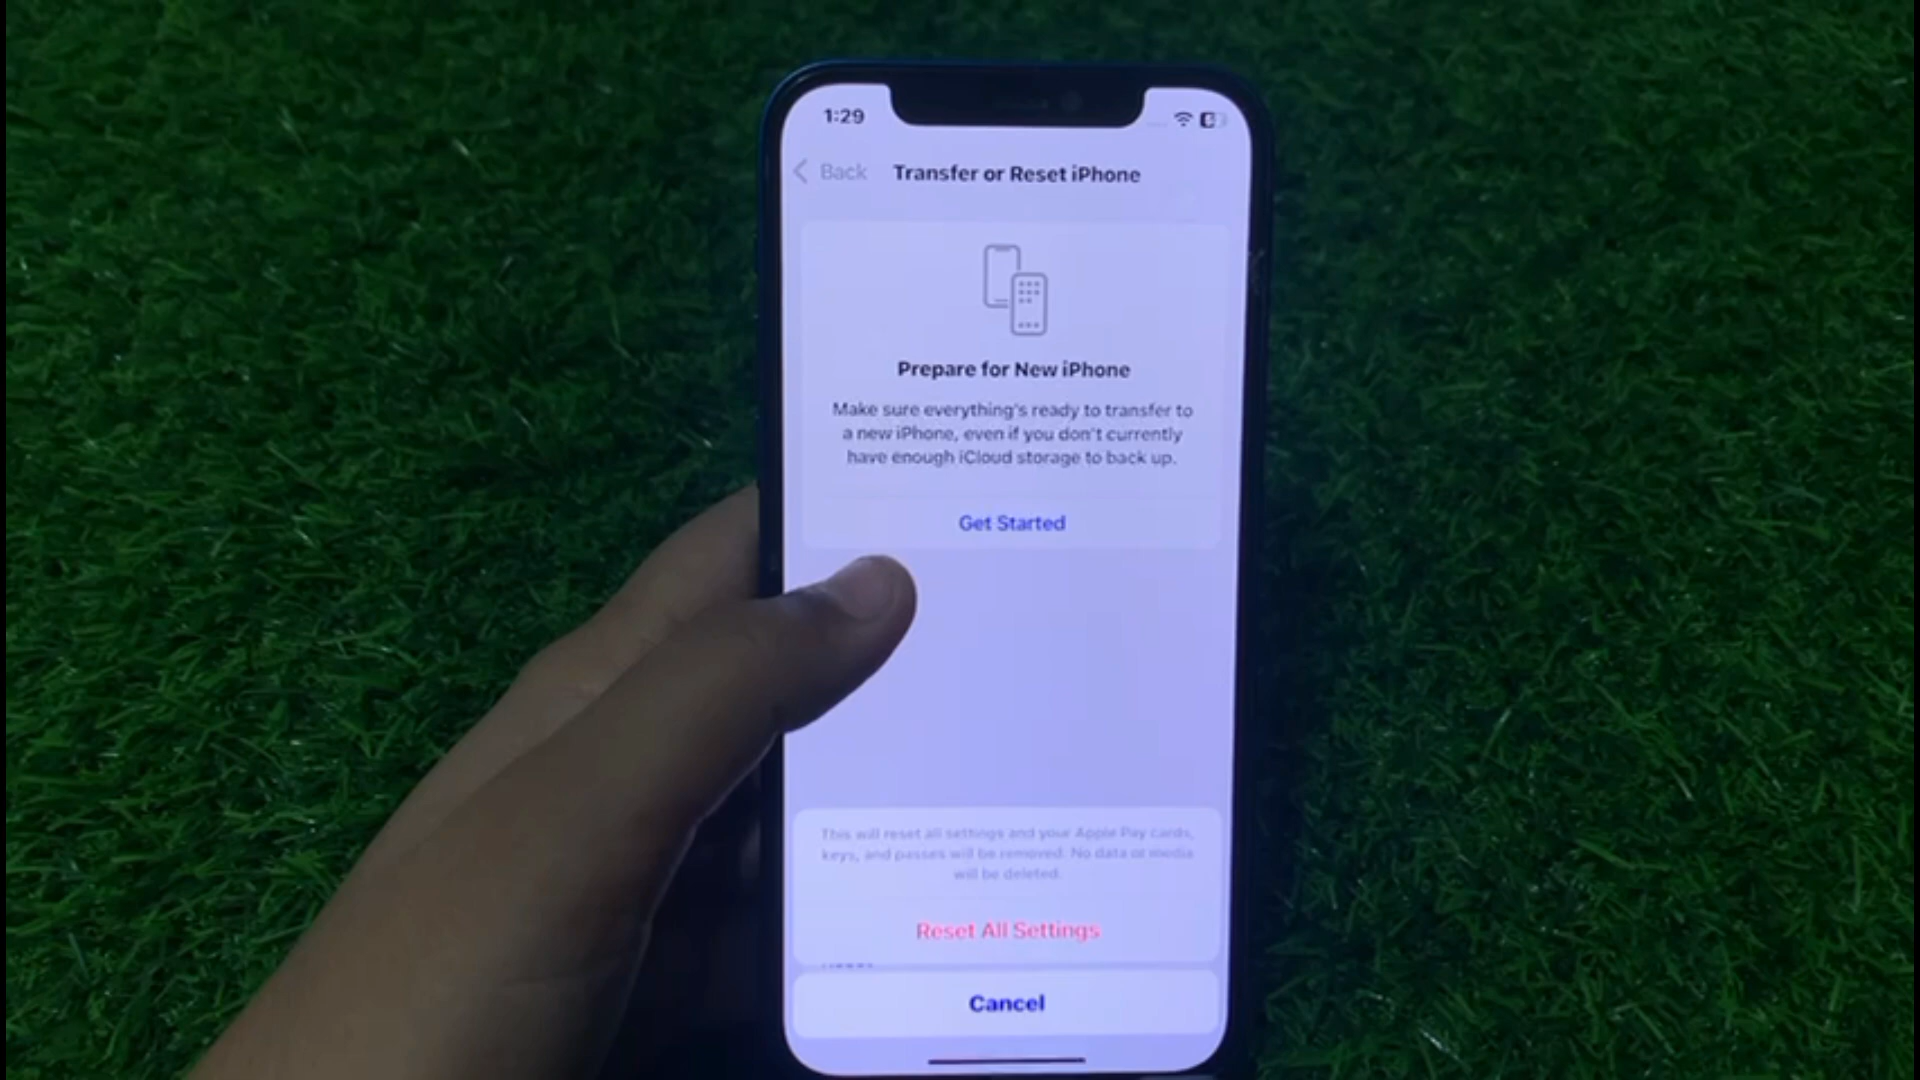 1:29
Back
Transfer or Reset iPhone
Prepare for New iPhone
Make sure everything's ready to transfer to
a new iPhone, even if you don't currently
have enough iCloud storage to back up.
Get Started
This will reset all settings and your Apple Pay cards,
keys, and passes will be removed. No data or media
will be deleted.
Reset All Settings
Cancel